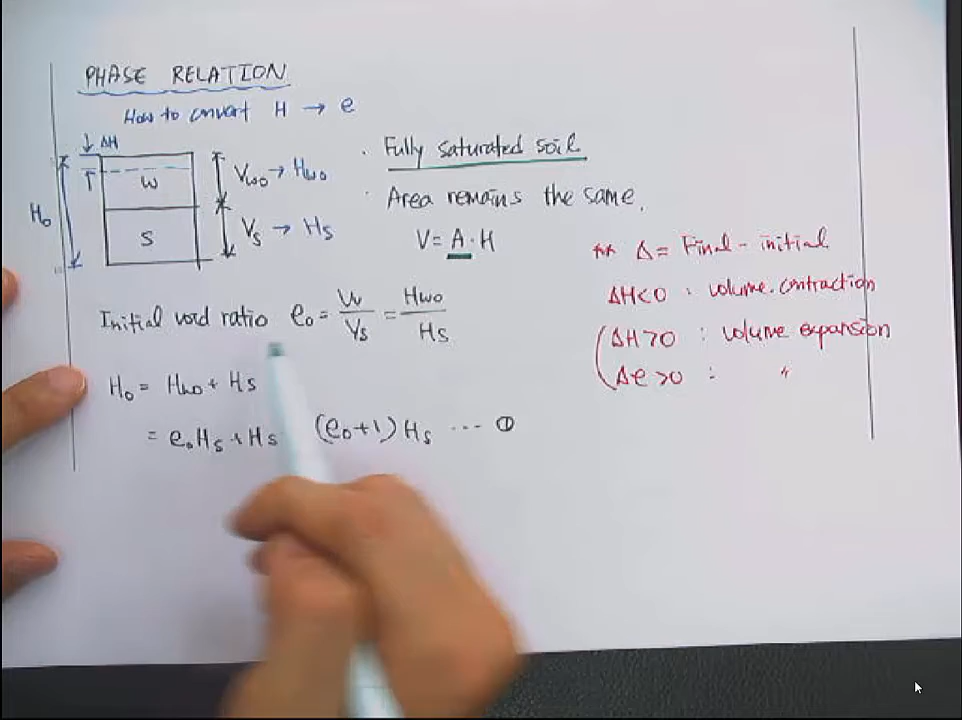 PHASE RELATION
How to convert H → e
↓ ΔH
H₀
W
S
Vwo → Hwo
Vs → Hs
· Fully saturated soil
· Area remains the same.
V = A · H
** Δ = Final - initial
ΔH<0 : volume contraction
ΔH>0 : volume expansion
Δe>0 : "
Initial void ratio e₀ = Vv/Vs = Hwo/Hs
H₀ = Hwo + Hs
= e₀Hs + Hs (e₀+1) Hs --- ①